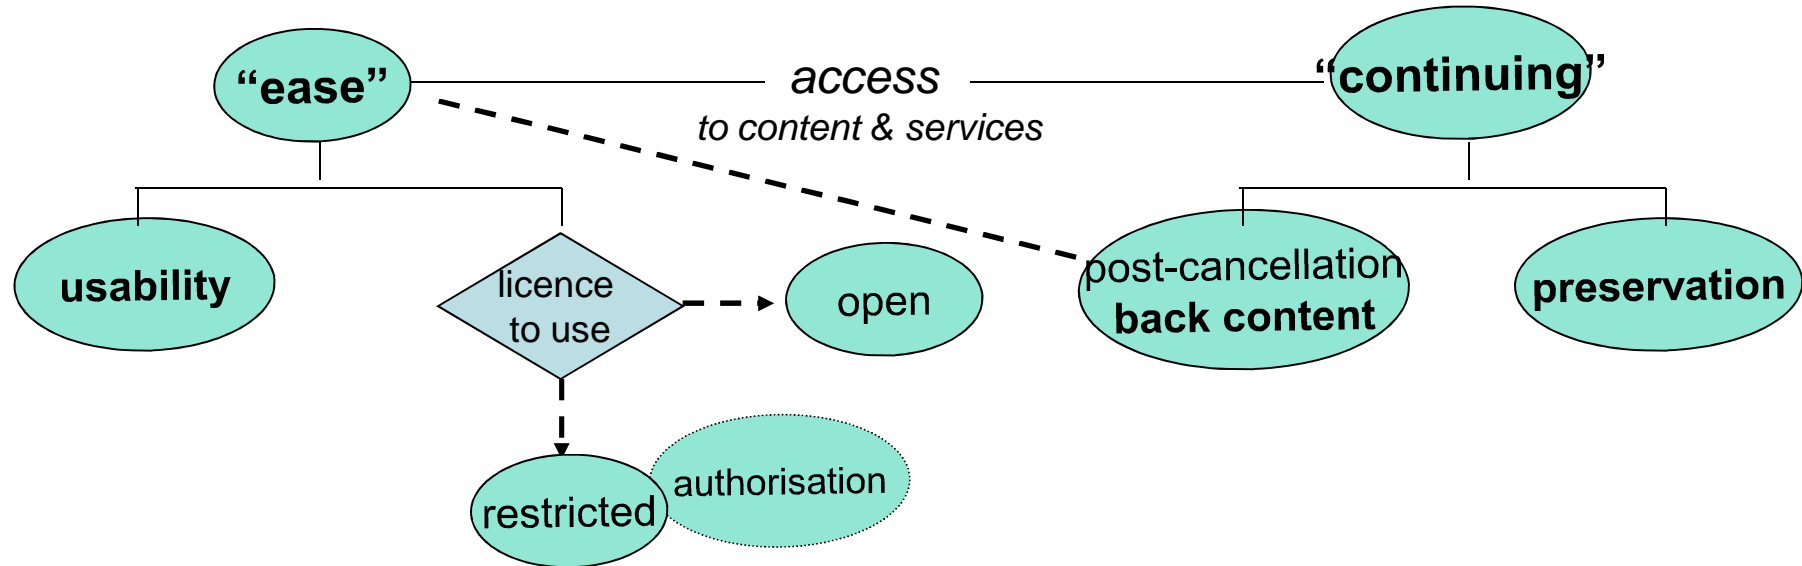 “ease”
access
to content & services
“continuing”
usability
licence
to use
open
post-cancellation
back content
preservation
restricted
authorisation